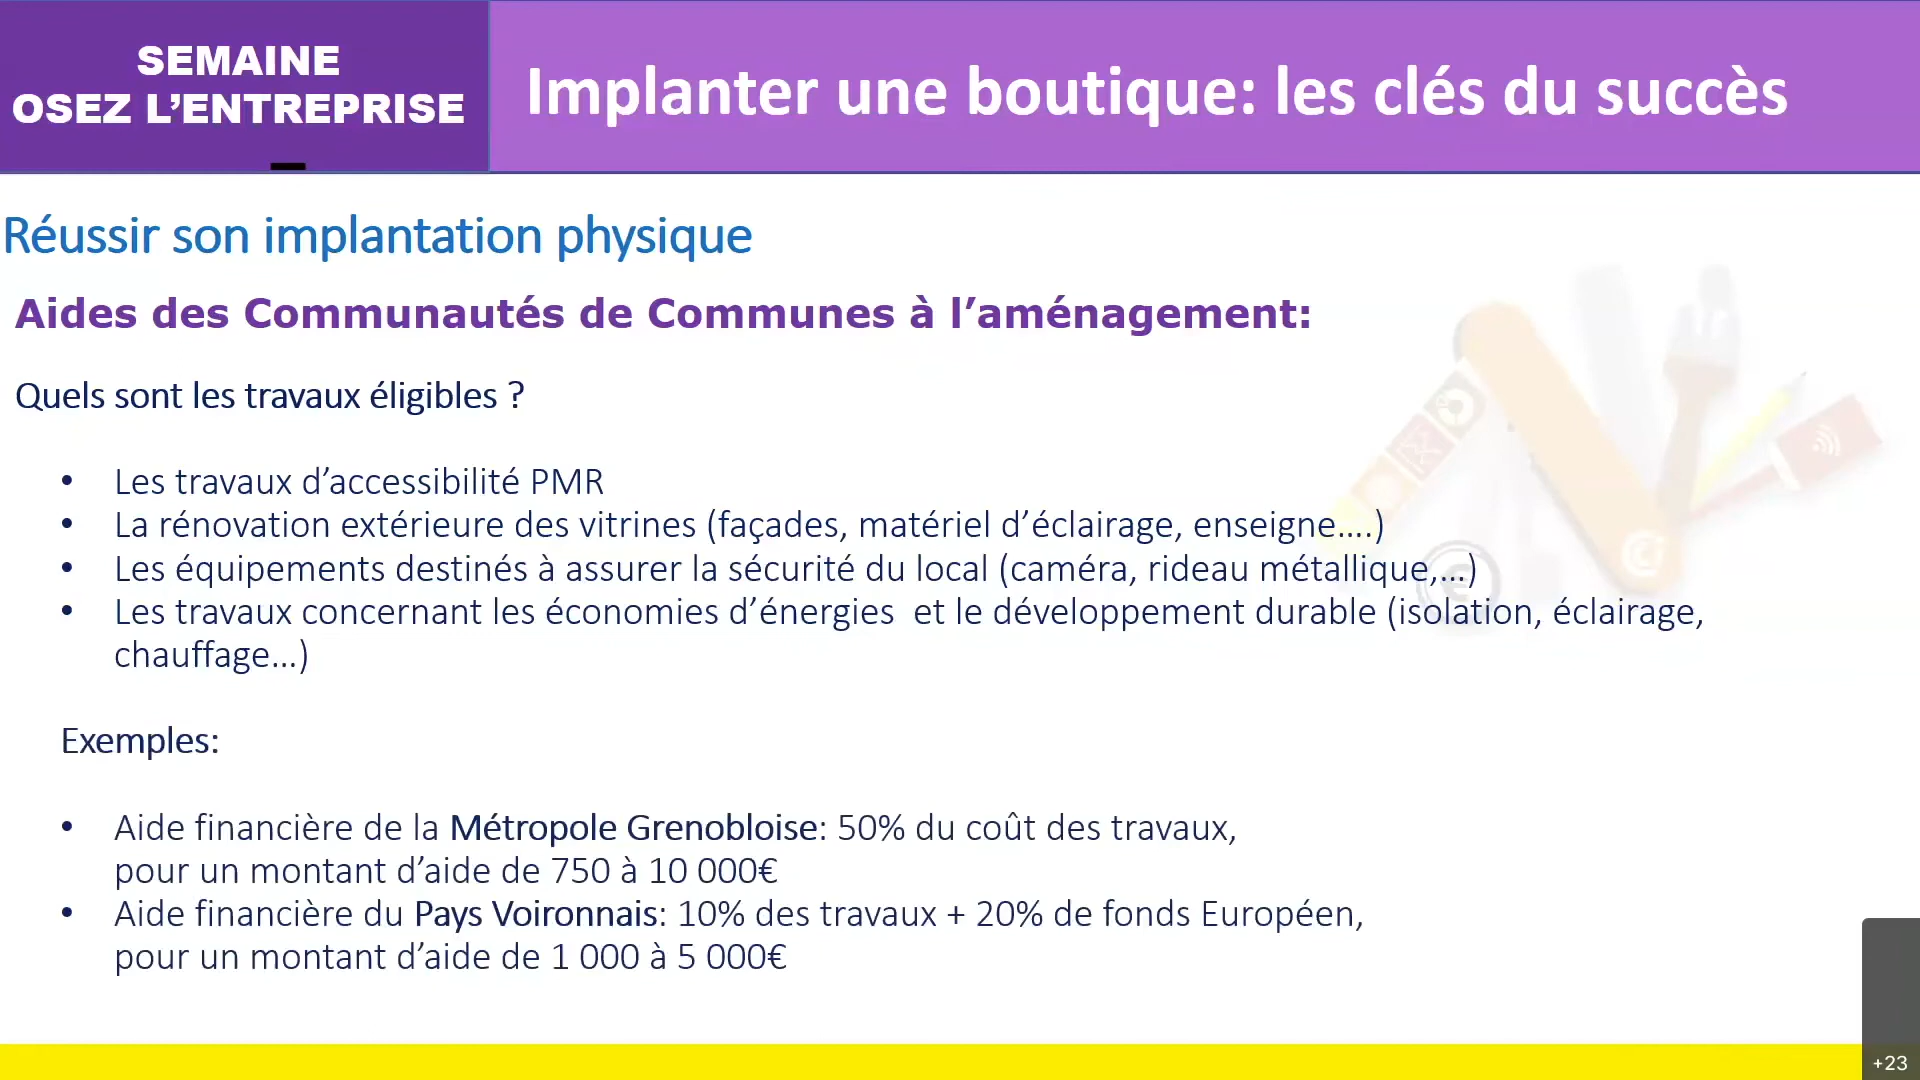 SEMAINE
OSEZ L’ENTREPRISE
Implanter une boutique: les clés du succès
Réussir son implantation physique
Aides des Communautés de Communes à l’aménagement:
Quels sont les travaux éligibles ?
• Les travaux d’accessibilité PMR
• La rénovation extérieure des vitrines (façades, matériel d’éclairage, enseigne….)
• Les équipements destinés à assurer la sécurité du local (caméra, rideau métallique,…)
• Les travaux concernant les économies d’énergies  et le développement durable (isolation, éclairage,
chauffage…)
Exemples:
• Aide financière de la Métropole Grenobloise: 50% du coût des travaux,
pour un montant d’aide de 750 à 10 000€
• Aide financière du Pays Voironnais: 10% des travaux + 20% de fonds Européen,
pour un montant d’aide de 1 000 à 5 000€
CCi
€
+23